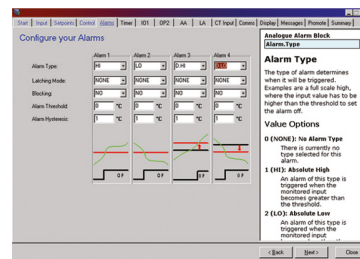 Start Input Setpoints Control Alarms Timer IO1 OP2 AA LA CT Input Comms Display Messages Promote Summary
Configure your Alarms
Alarm 1 Alarm 2 Alarm 3 Alarm 4
Alarm Type: HI LO D.HI D.LO
Latching Mode: NONE NONE NONE NONE
Blocking: NO NO NO NO
Alarm Threshold: 0 °C 0 °C 0 °C 0 °C
Alarm Hysteresis: 1 °C 1 °C 1 °C 1 °C
OP OP OP OP
Analogue Alarm Block
Alarm.Type
Alarm Type
The type of alarm determines
when it will be triggered.
Examples are a full scale high,
where the input value has to be
higher than the threshold to set
the alarm off.
Value Options
0 (NONE): No Alarm Type
There is currently no
type selected for this
alarm.
1 (HI): Absolute High
An alarm of this type is
triggered when the
monitored input
becomes greater than
the threshold.
2 (LO): Absolute Low
An alarm of this type is
triggered when the
monitored input
< Back Next > Close